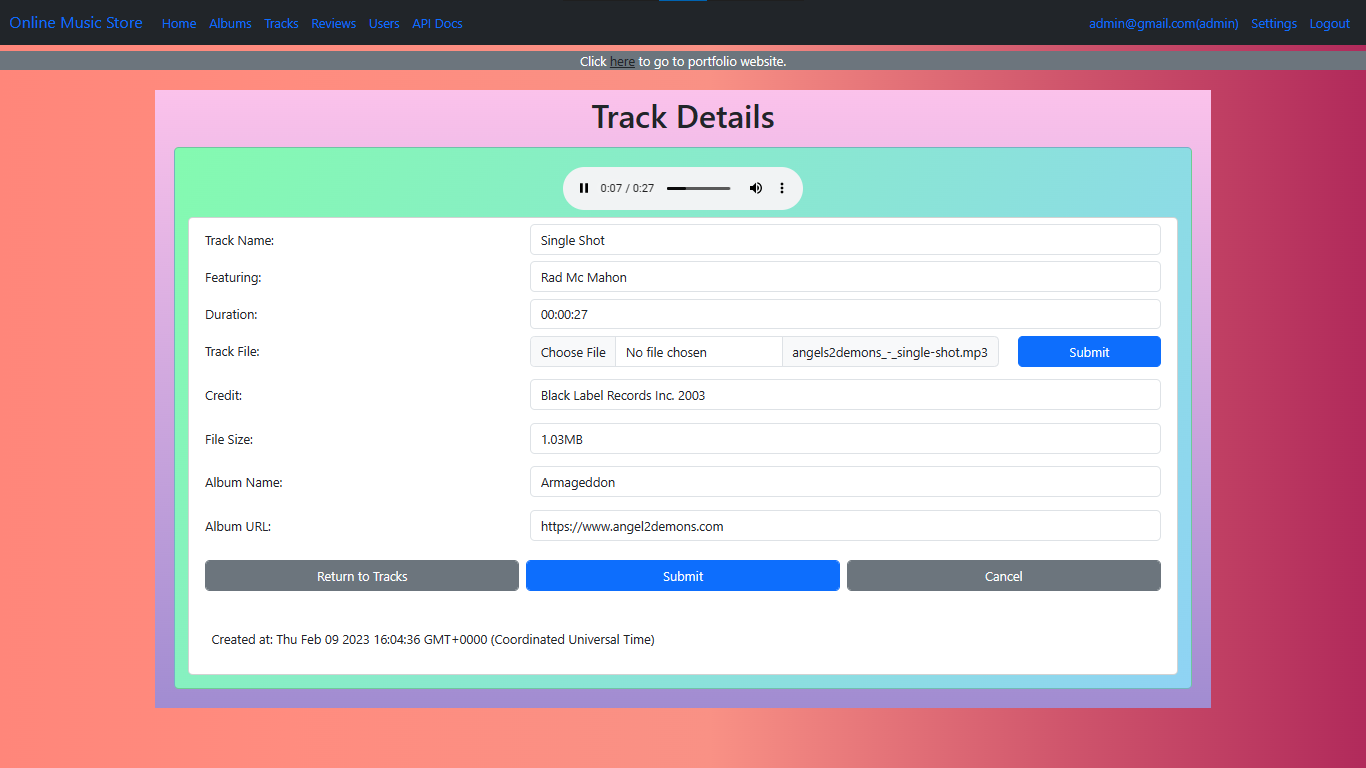 Online Music Store Home Albums Tracks Reviews Users API Docs admin@gmail.com(admin) Settings Logout
Click here to go to portfolio website.
Track Details
0:07 / 0:27
Track Name: Single Shot
Featuring: Rad Mc Mahon
Duration: 00:00:27
Track File: Choose File No file chosen angels2demons_-_single-shot.mp3 Submit
Credit: Black Label Records Inc. 2003
File Size: 1.03MB
Album Name: Armageddon
Album URL: https://www.angel2demons.com
Return to Tracks Submit Cancel
Created at: Thu Feb 09 2023 16:04:36 GMT+0000 (Coordinated Universal Time)